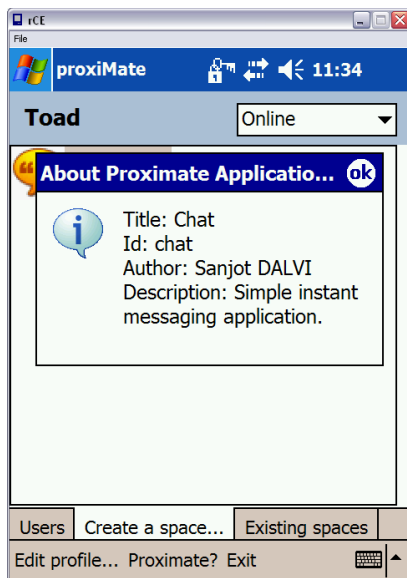 rCE
File
proxiMate 11:34
Toad Online
About Proximate Applicatio... ok
Title: Chat
Id: chat
Author: Sanjot DALVI
Description: Simple instant
messaging application.
Users Create a space... Existing spaces
Edit profile... Proximate? Exit